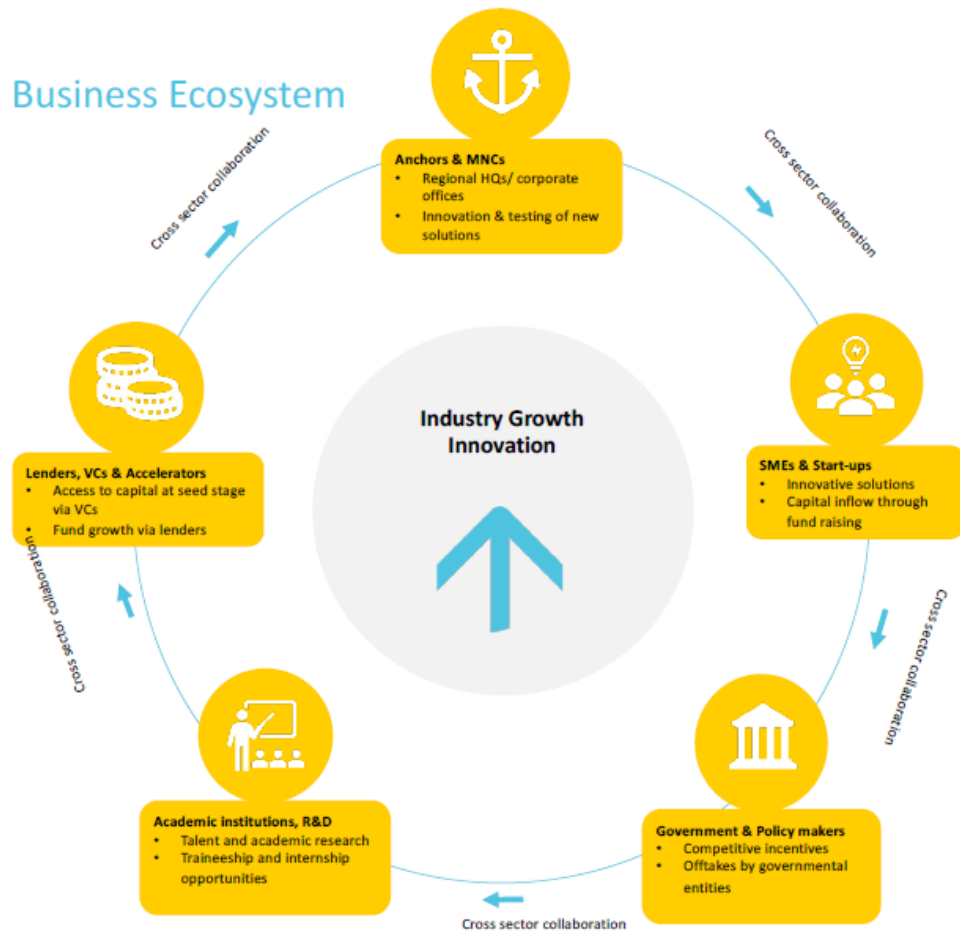 Business Ecosystem
Cross sector collaboration
Anchors & MNCs
• Regional HQs/ corporate
offices
• Innovation & testing of new
solutions
Cross sector collaboration
Lenders, VCs & Accelerators
• Access to capital at seed stage
via VCs
• Fund growth via lenders
Industry Growth
Innovation
SMEs & Start-ups
• Innovative solutions
• Capital inflow through
fund raising
Cross sector collaboration
Cross sector collaboration
Academic institutions, R&D
• Talent and academic research
• Traineeship and internship
opportunities
Government & Policy makers
• Competitive incentives
• Offtakes by governmental
entities
Cross sector collaboration